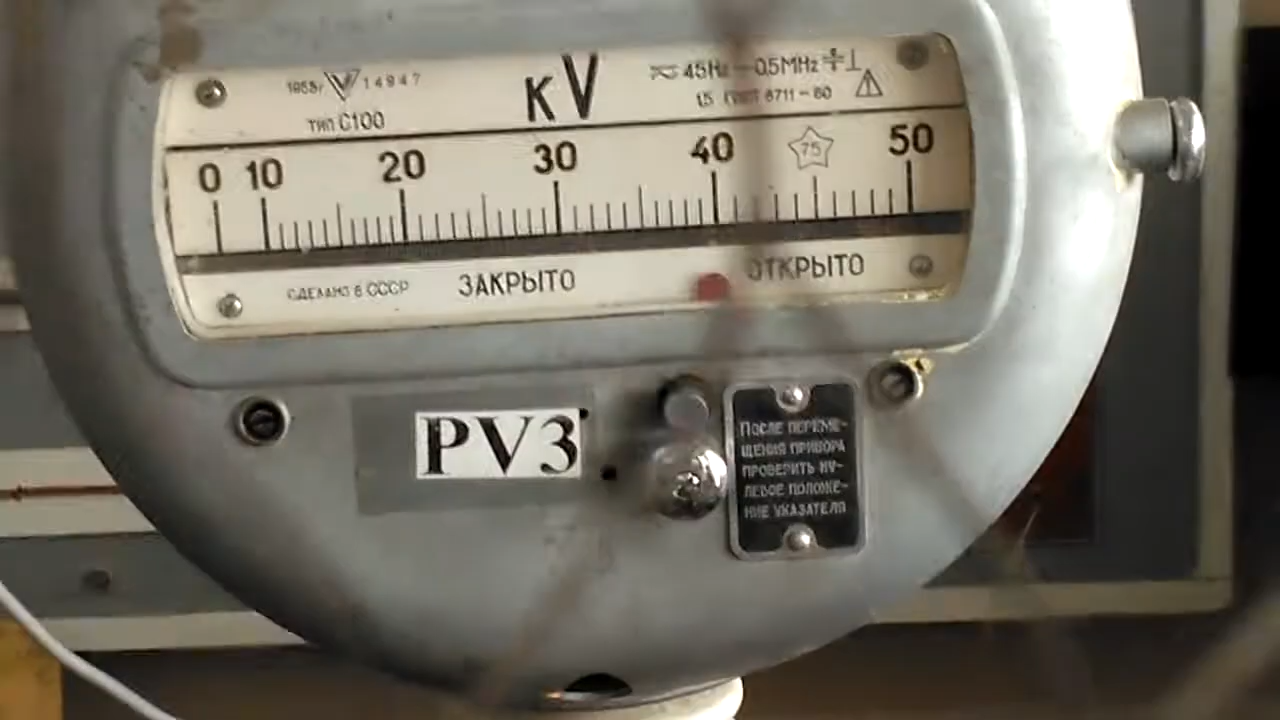 1968г V 14947
kV
45Hz — 0,5MHz
тип С100
1,5 ГОСТ 8711-60
0 10 20 30 40 50
75
СДЕЛАНО В СССР ЗАКРЫТО ОТКРЫТО
PV3
ПОСЛЕ ПЕРЕМЕ-
ЩЕНИЯ ПРИБОРА
ПРОВЕРИТЬ НУ-
ЛЕВОЕ ПОЛОЖЕ-
НИЕ УКАЗАТЕЛЯ